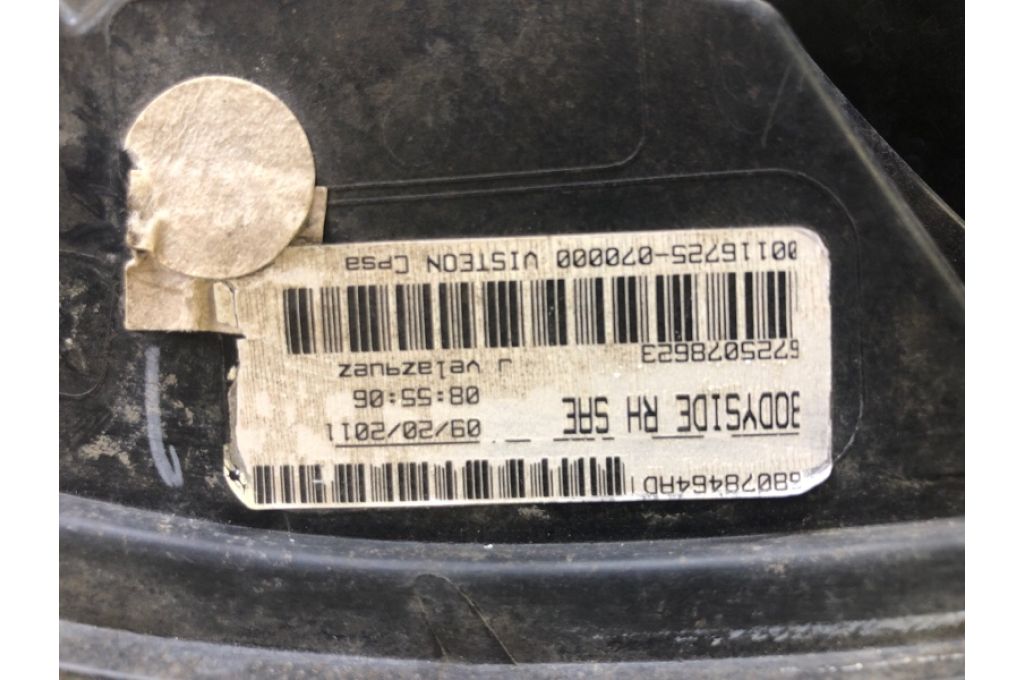 68078464AD
BODYSIDE RH SAE
09/20/2011
08:55:06
J Velazquez
6725078623
00116725-070000 VISTEON Cpsa